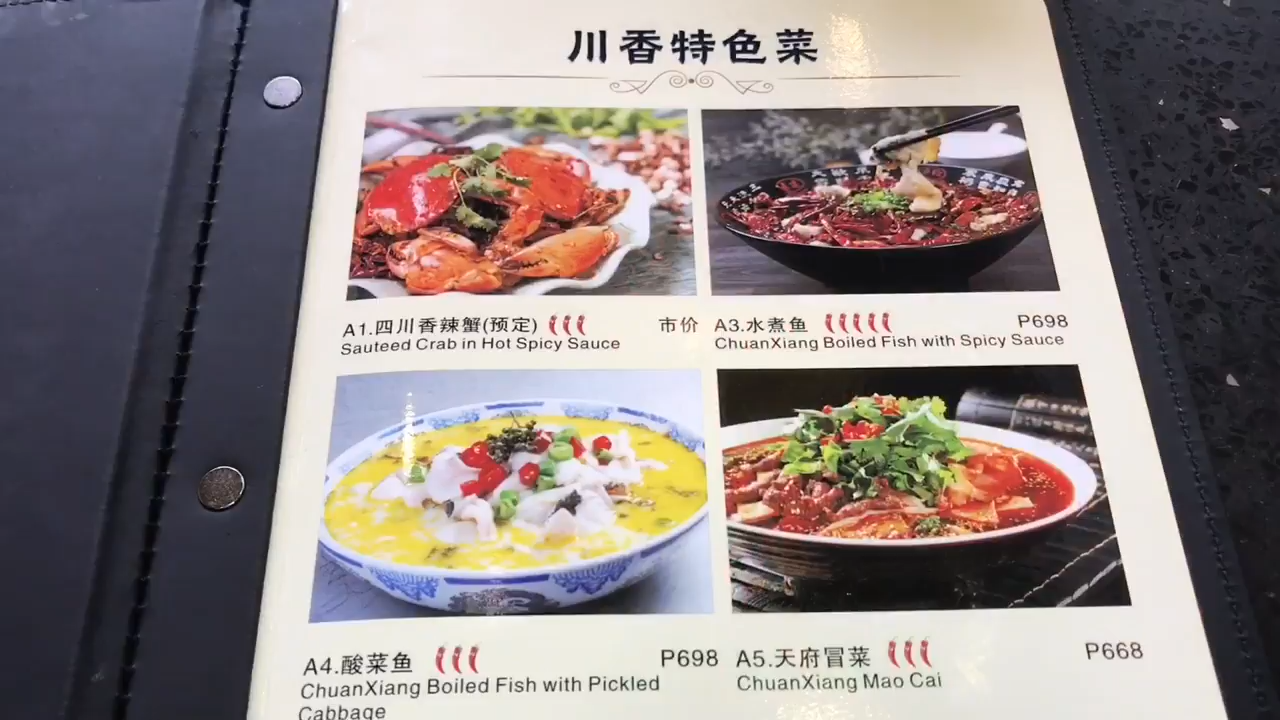 川香特色菜
A1.四川香辣蟹(预定) 市价
Sauteed Crab in Hot Spicy Sauce
A3.水煮鱼 P698
ChuanXiang Boiled Fish with Spicy Sauce
A4.酸菜鱼 P698
ChuanXiang Boiled Fish with Pickled
Cabbage
A5.天府冒菜 P668
ChuanXiang Mao Cai